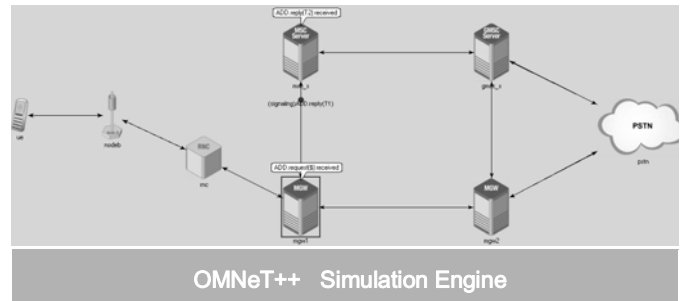 ADD.reply(T2) received
MSC
Server
GMSC
Server
(signaling)ADD.reply(T1)
PSTN
ue
nodeb
RNC
rnc
pstn
ADD.request($) received
MGW
MGW
mgw1
mgw2
OMNeT++ Simulation Engine